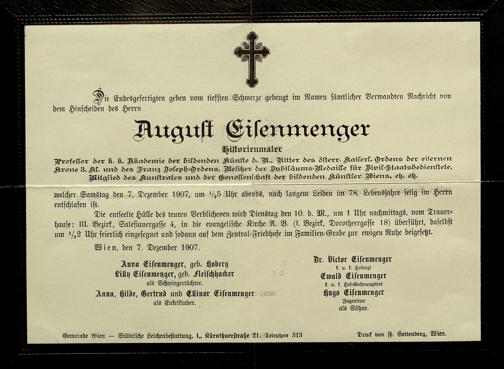 Die Endesgefertigten geben vom tiefsten Schmerze gebeugt im Namen sämtlicher Verwandten Nachricht von
dem Hinscheiden des Herrn
August Eisenmenger
Historienmaler
Professor der k. k. Akademie der bildenden Künste d. R., Ritter des österr. Kaiserl. Ordens der eisernen
Krone 3. Kl. und des Franz Joseph-Ordens, Besitzer der Jubiläums-Medaille für Zivil-Staatsbedienstete,
Mitglied des Kunstrates und der Genossenschaft der bildenden Künstler Wiens, etc. etc.
welcher Samstag den 7. Dezember 1907, um 1/45 Uhr abends, nach langem Leiden im 78. Lebensjahre selig im Herrn
entschlafen ist.
Die entseelte Hülle des teuren Verblichenen wird Dienstag den 10. d. M., um 1 Uhr nachmittags, vom Trauer-
hause: III. Bezirk, Salesianergasse 4, in die evangelische Kirche A. B. (I. Bezirk, Dorotheergasse 18) überführt, daselbst
um 1/22 Uhr feierlich eingesegnet und sodann auf dem Zentral-Friedhofe im Familien-Grabe zur ewigen Ruhe beigesetzt.
Wien, den 7. Dezember 1907.
Anna Eisenmenger, geb. Hoberg
Lilly Eisenmenger, geb. Fleischhacker
als Schwiegertöchter.
Anna, Hilde, Gertrud und Ellinor Eisenmenger
als Enkelkinder.
Dr. Victor Eisenmenger
k. u. k. Hofarzt
Ewald Eisenmenger
k. u. k.
Hugo Eisenmenger
Ingenieur
als Söhne.
Gemeinde Wien — Städtische Leichenbestattung, I., Kärnthnerstraße 21. Telephon 313
Druck von F. Gettenberg, Wien.